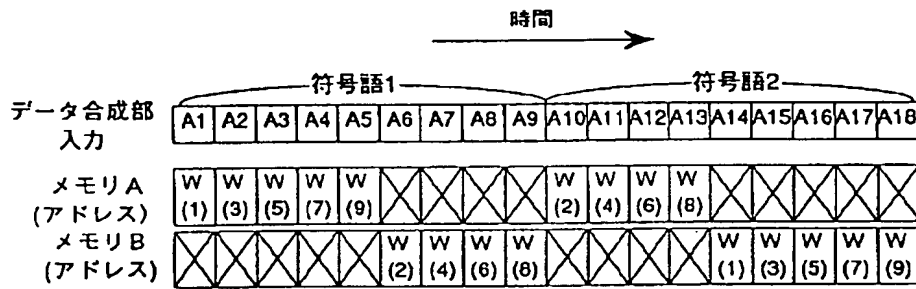 時間
符号語1 符号語2
データ合成部
入力
A1 A2 A3 A4 A5 A6 A7 A8 A9 A10 A11 A12 A13 A14 A15 A16 A17 A18
メモリA
(アドレス)
W W W W W W W W W
(1) (3) (5) (7) (9) (2) (4) (6) (8)
メモリB
(アドレス)
W W W W W W W W W
(2) (4) (6) (8) (1) (3) (5) (7) (9)